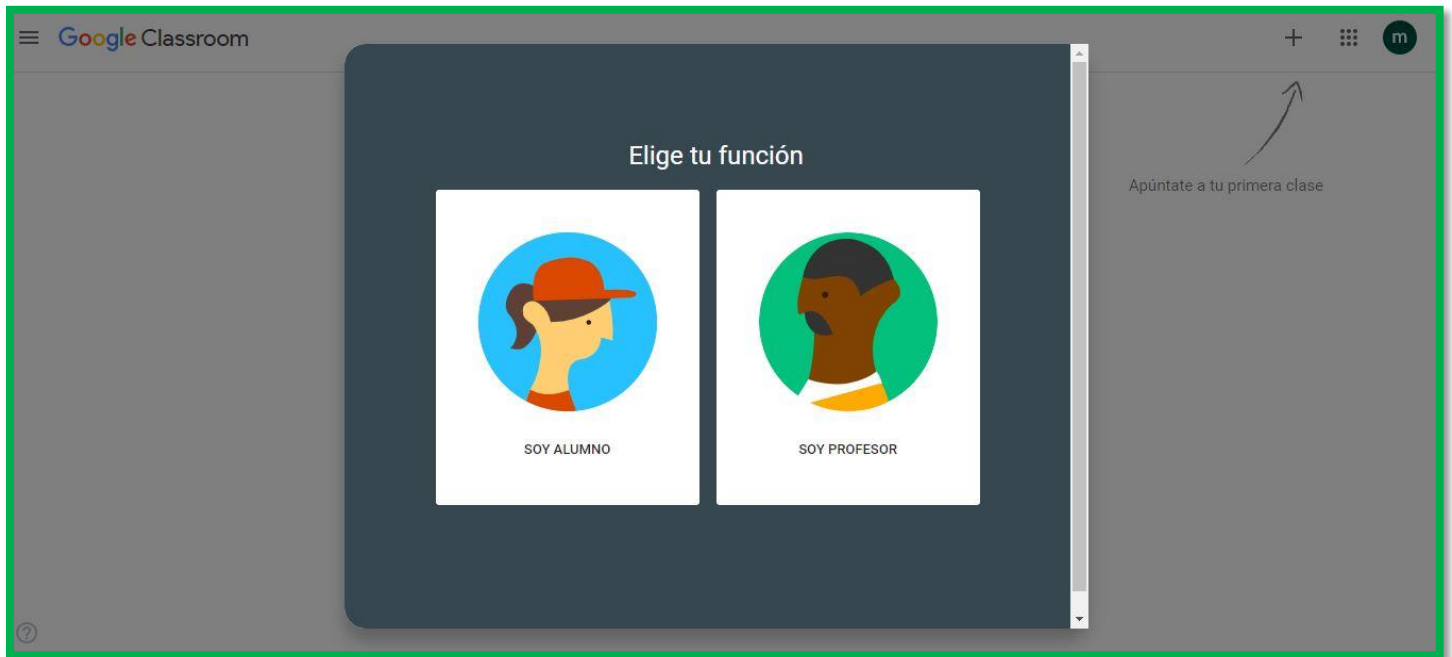 Google Classroom
m
Elige tu función
Apúntate a tu primera clase
SOY ALUMNO
SOY PROFESOR